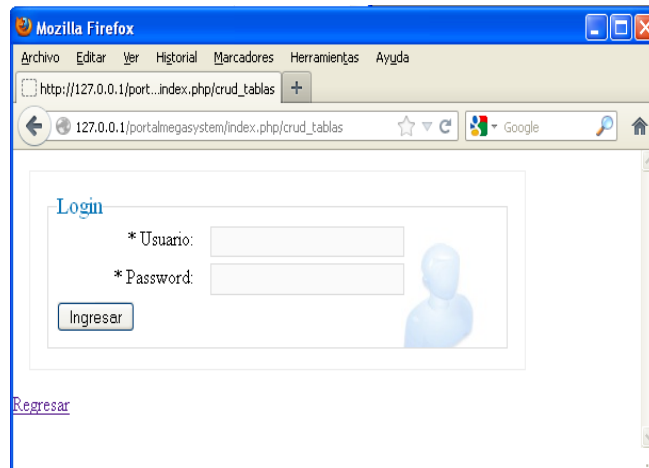 Mozilla Firefox
Archivo Editar Ver Historial Marcadores Herramientas Ayuda
http://127.0.0.1/port...index.php/crud_tablas +
127.0.0.1/portalmegasystem/index.php/crud_tablas Google
Login
* Usuario:
* Password:
Ingresar
Regresar